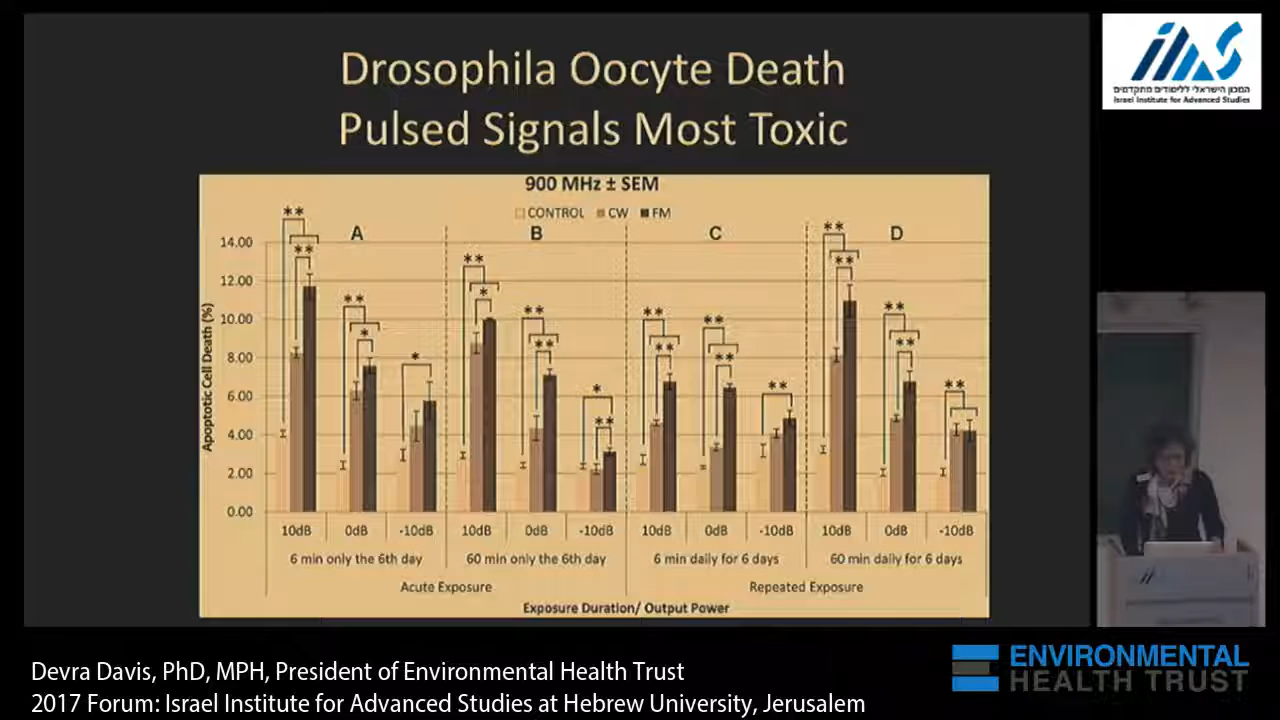 Drosophila Oocyte Death
Pulsed Signals Most Toxic
900 MHz ± SEM
CONTROL CW FM
A B C D
Apoptotic Cell Death (%)
14.00
12.00
10.00
8.00
6.00
4.00
2.00
0.00
** ** ** * *
** * ** ** * **
** ** ** ** **
** ** ** ** **
10dB 0dB -10dB 10dB 0dB -10dB 10dB 0dB -10dB 10dB 0dB -10dB
6 min only the 6th day 60 min only the 6th day 6 min daily for 6 days 60 min daily for 6 days
Acute Exposure Repeated Exposure
Exposure Duration/ Output Power
IIAS
המכון הישראלי ללימודים מתקדמים
Israel Institute for Advanced Studies
Devra Davis, PhD, MPH, President of Environmental Health Trust
2017 Forum: Israel Institute for Advanced Studies at Hebrew University, Jerusalem
ENVIRONMENTAL
HEALTH TRUST